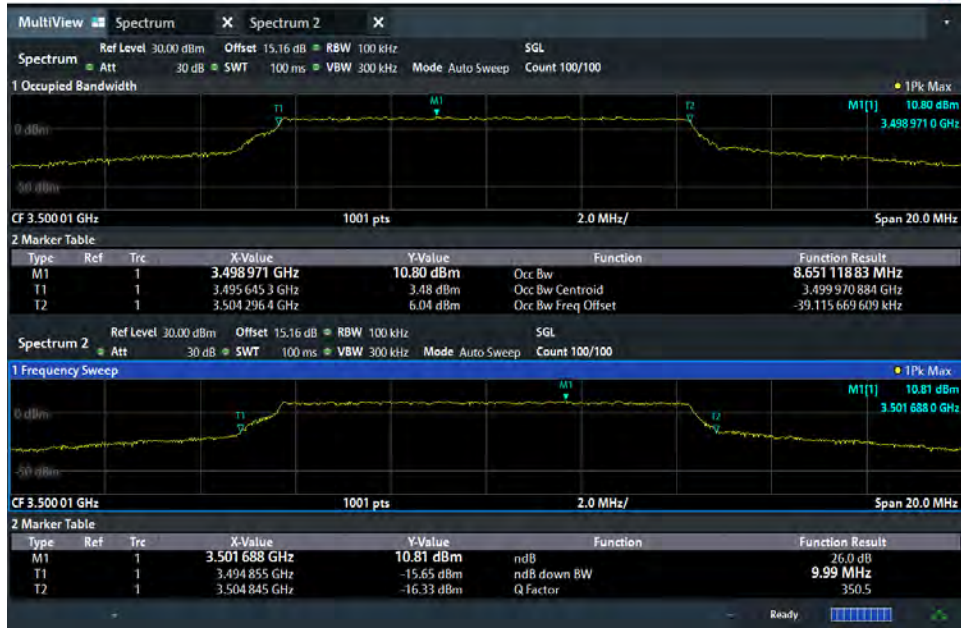 MultiView Spectrum X Spectrum 2 X
Ref Level 30.00 dBm Offset 15.16 dB RBW 100 kHz SGL
Spectrum Att 30 dB SWT 100 ms VBW 300 kHz Mode Auto Sweep Count 100/100
1 Occupied Bandwidth 1Pk Max
M1[1] 10.80 dBm
3.498 971 0 GHz
T1 M1 T2
0 dBm
-50 dBm
CF 3.500 01 GHz 1001 pts 2.0 MHz/ Span 20.0 MHz
2 Marker Table
Type Ref Trc X-Value Y-Value Function Function Result
M1 1 3.498 971 GHz 10.80 dBm Occ Bw 8.651 118 83 MHz
T1 1 3.495 645 3 GHz 3.48 dBm Occ Bw Centroid 3.499 970 884 GHz
T2 1 3.504 296 4 GHz 6.04 dBm Occ Bw Freq Offset -39.115 669 609 kHz
Ref Level 30.00 dBm Offset 15.16 dB RBW 100 kHz SGL
Spectrum 2 Att 30 dB SWT 100 ms VBW 300 kHz Mode Auto Sweep Count 100/100
1 Frequency Sweep 1Pk Max
M1[1] 10.81 dBm
3.501 688 0 GHz
T1 M1 T2
0 dBm
-50 dBm
CF 3.500 01 GHz 1001 pts 2.0 MHz/ Span 20.0 MHz
2 Marker Table
Type Ref Trc X-Value Y-Value Function Function Result
M1 1 3.501 688 GHz 10.81 dBm ndB 26.0 dB
T1 1 3.494 855 GHz -15.65 dBm ndB down BW 9.99 MHz
T2 1 3.504 845 GHz -16.33 dBm Q Factor 350.5
Ready